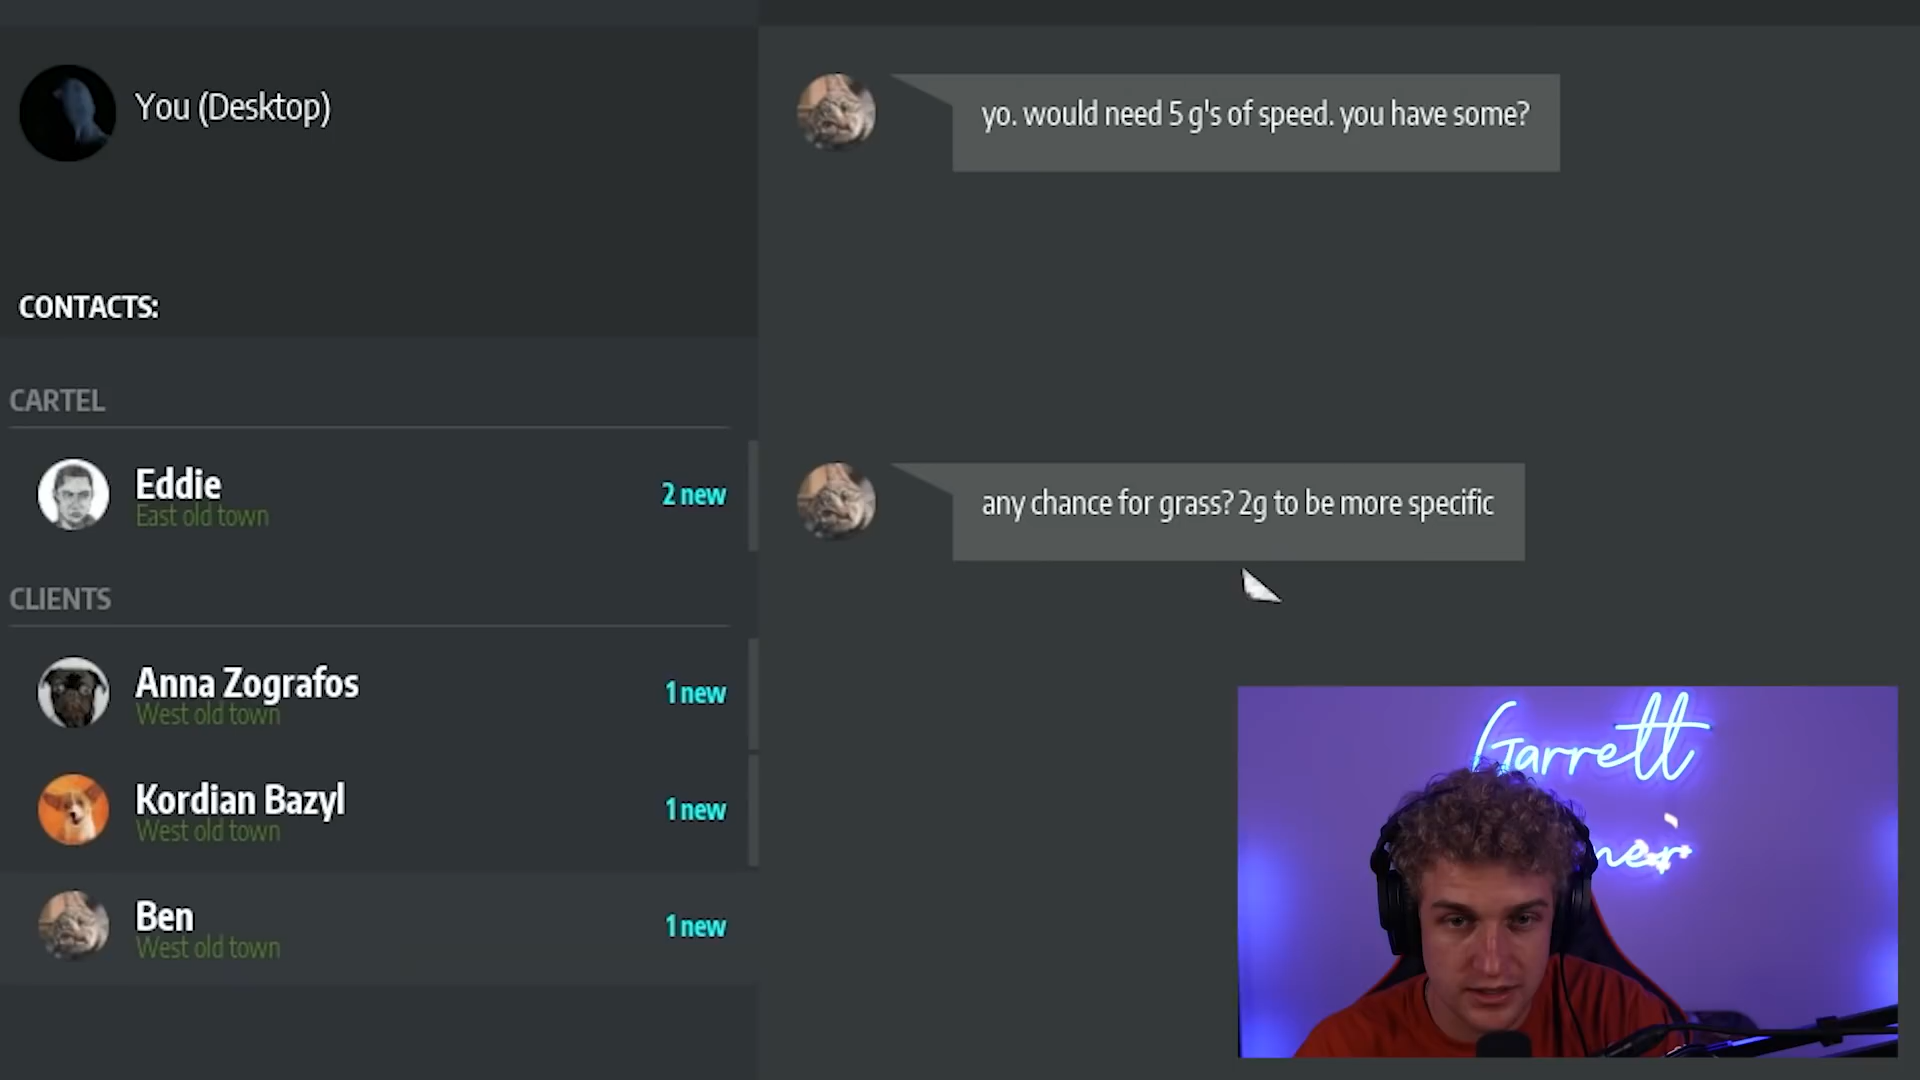 You (Desktop)
CONTACTS:
CARTEL
Eddie
East old town
2 new
CLIENTS
Anna Zografos
West old town
1 new
Kordian Bazyl
West old town
1 new
Ben
West old town
1 new
yo. would need 5 g's of speed. you have some?
any chance for grass? 2g to be more specific
Garrett